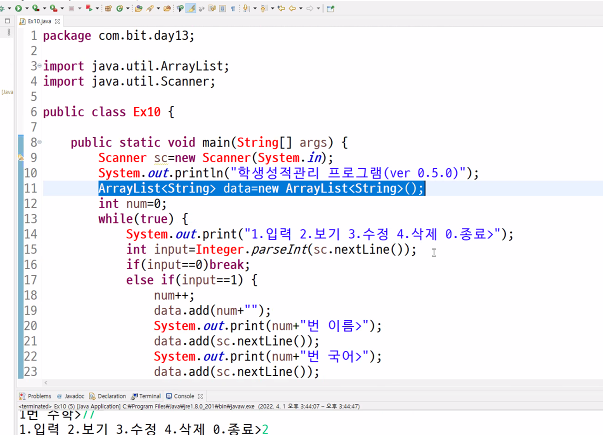 Ex10.java
1 package com.bit.day13;
2
3 import java.util.ArrayList;
4 import java.util.Scanner;
5
6 public class Ex10 {
7
8 public static void main(String[] args) {
9 Scanner sc=new Scanner(System.in);
10 System.out.println("학생성적관리 프로그램(ver 0.5.0)");
11 ArrayList<String> data=new ArrayList<String>();
12 int num=0;
13 while(true) {
14 System.out.print("1.입력 2.보기 3.수정 4.삭제 0.종료>");
15 int input=Integer.parseInt(sc.nextLine());
16 if(input==0)break;
17 else if(input==1) {
18 num++;
19 data.add(num+"");
20 System.out.print(num+"번 이름>");
21 data.add(sc.nextLine());
22 System.out.print(num+"번 국어>");
23 data.add(sc.nextLine());
Problems Javadoc Declaration Terminal Console
<terminated> Ex10 (5) [Java Application] C:\Program Files\Java\jre1.8.0_201\bin\javaw.exe (2022. 4. 1 오후 3:44:07 – 오후 3:44:47)
1번 수학>77
1.입력 2.보기 3.수정 4.삭제 0.종료>2